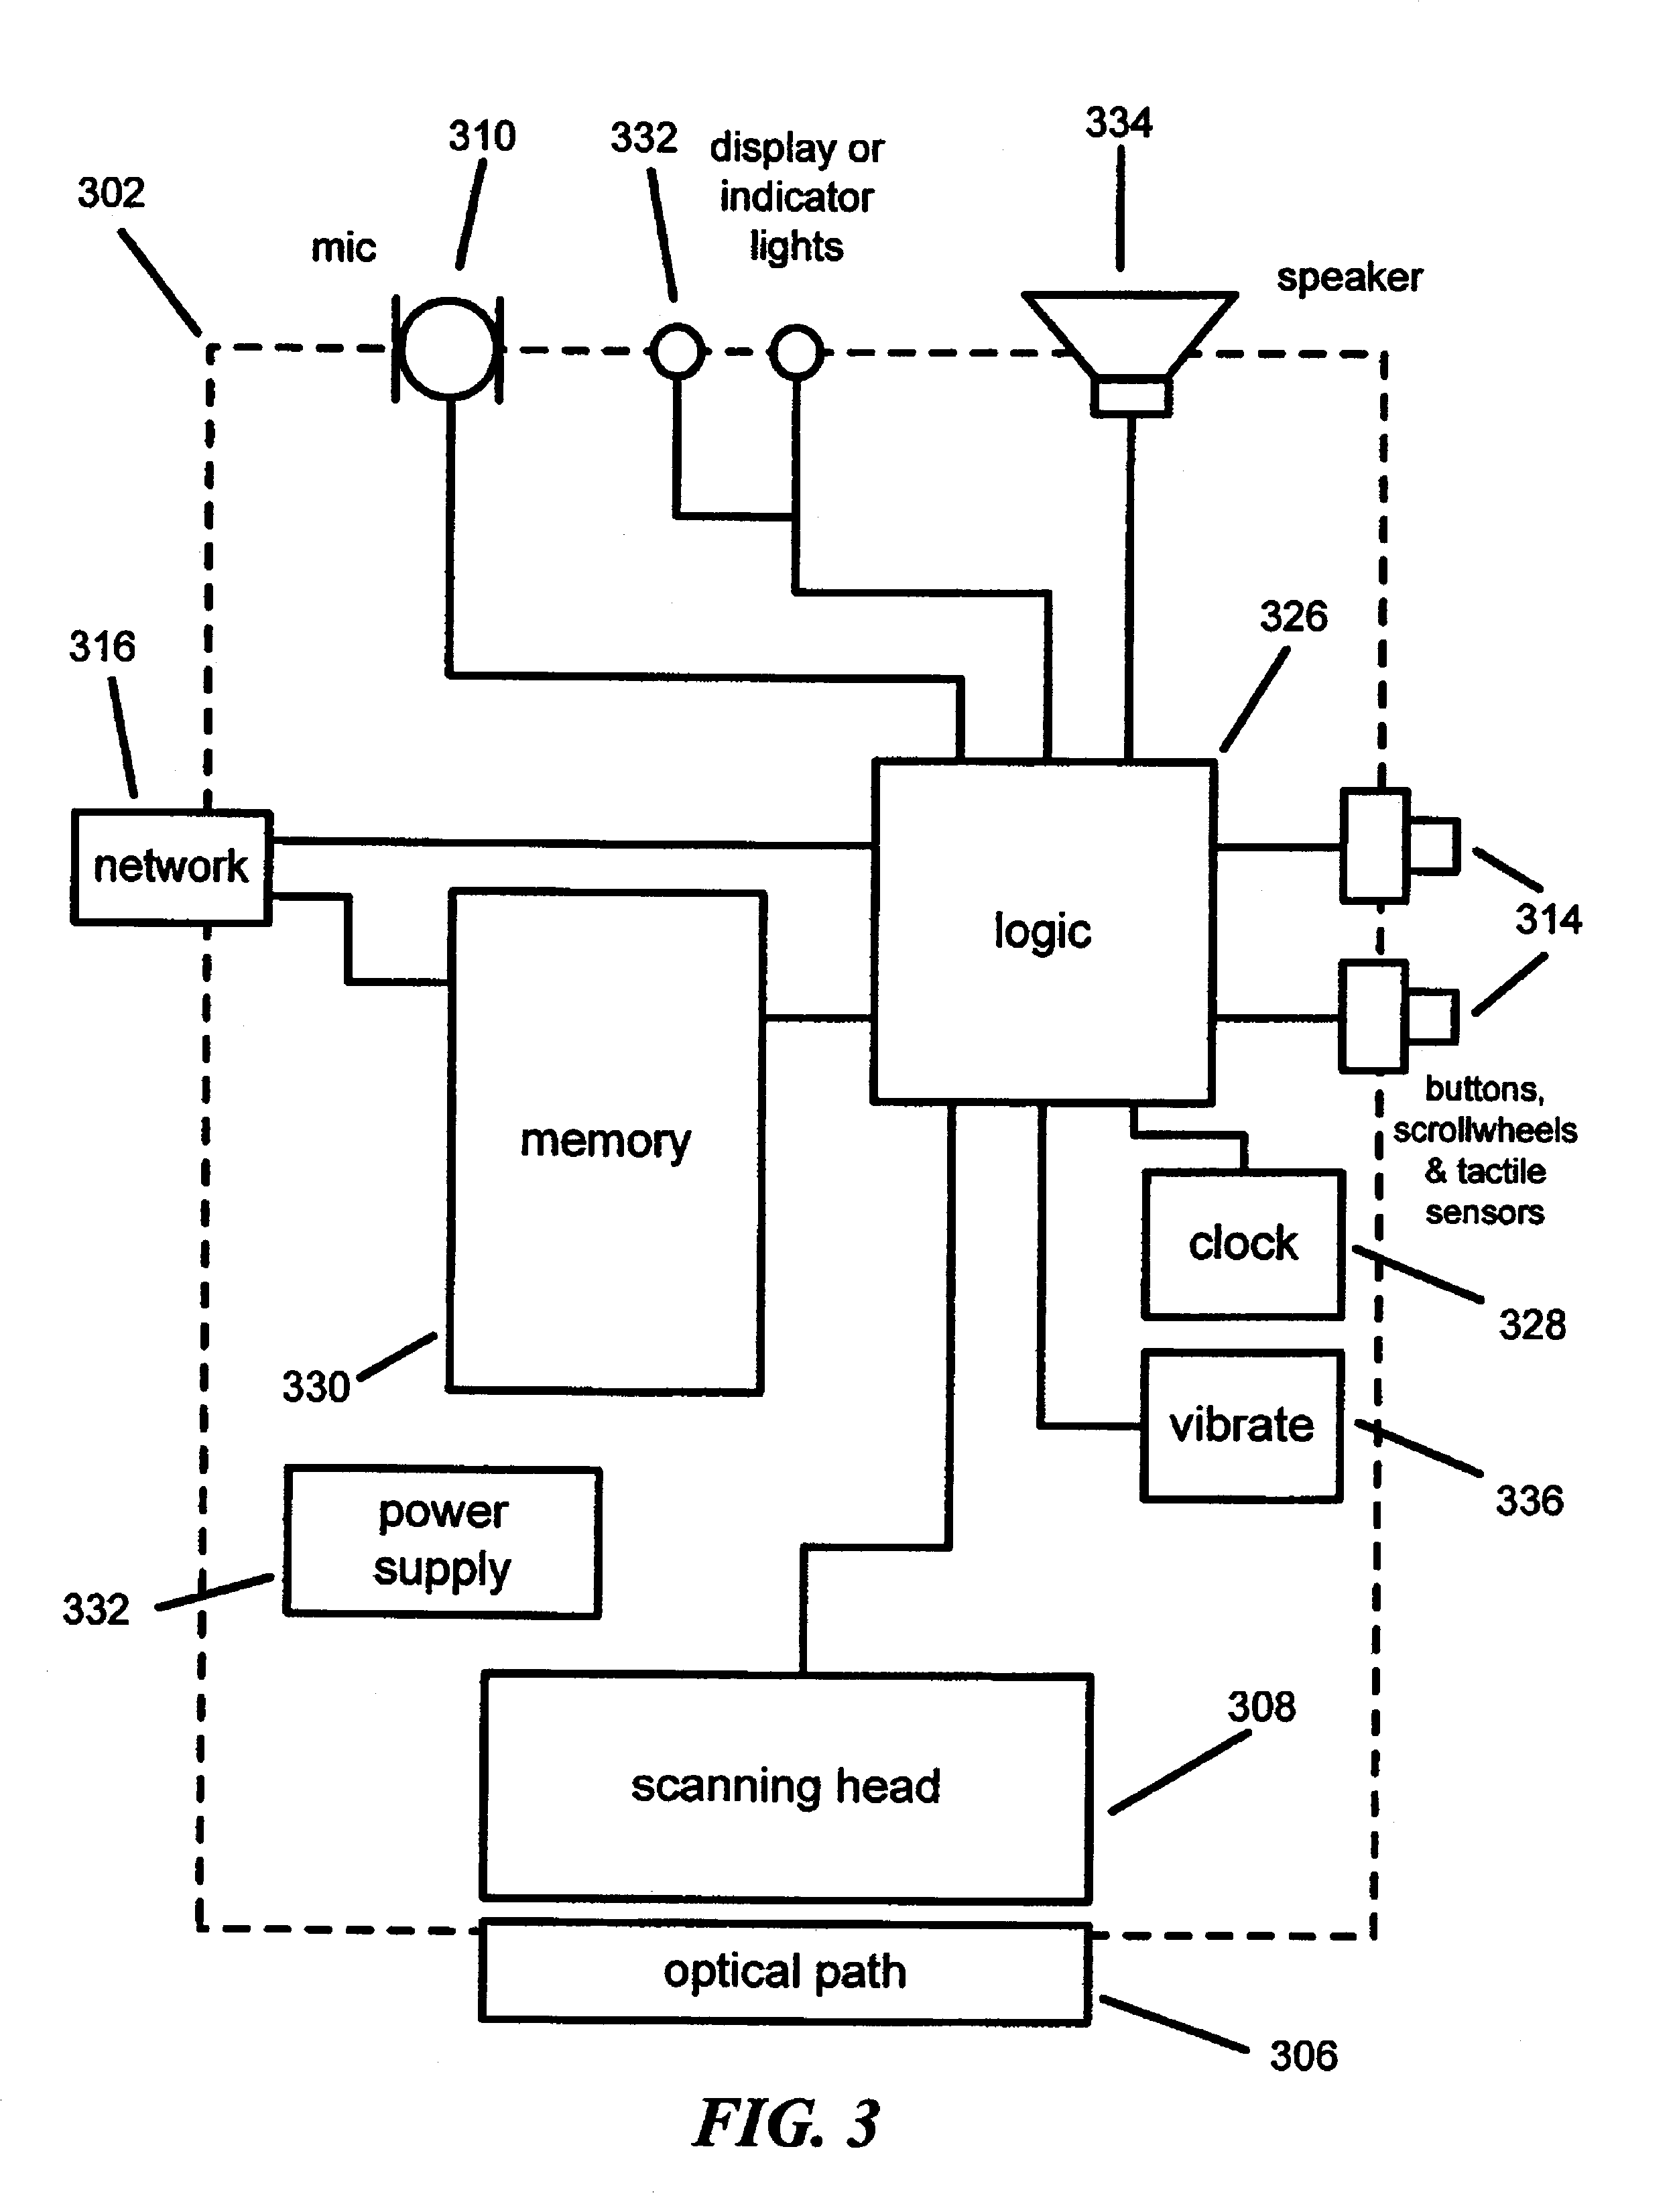 334
310
332
display or
indicator
lights
302
mic
speaker
326
316
network
logic
314
buttons,
scrollwheels
& tactile
sensors
memory
clock
328
330
vibrate
336
power
supply
332
308
scanning head
optical path
306
FIG. 3